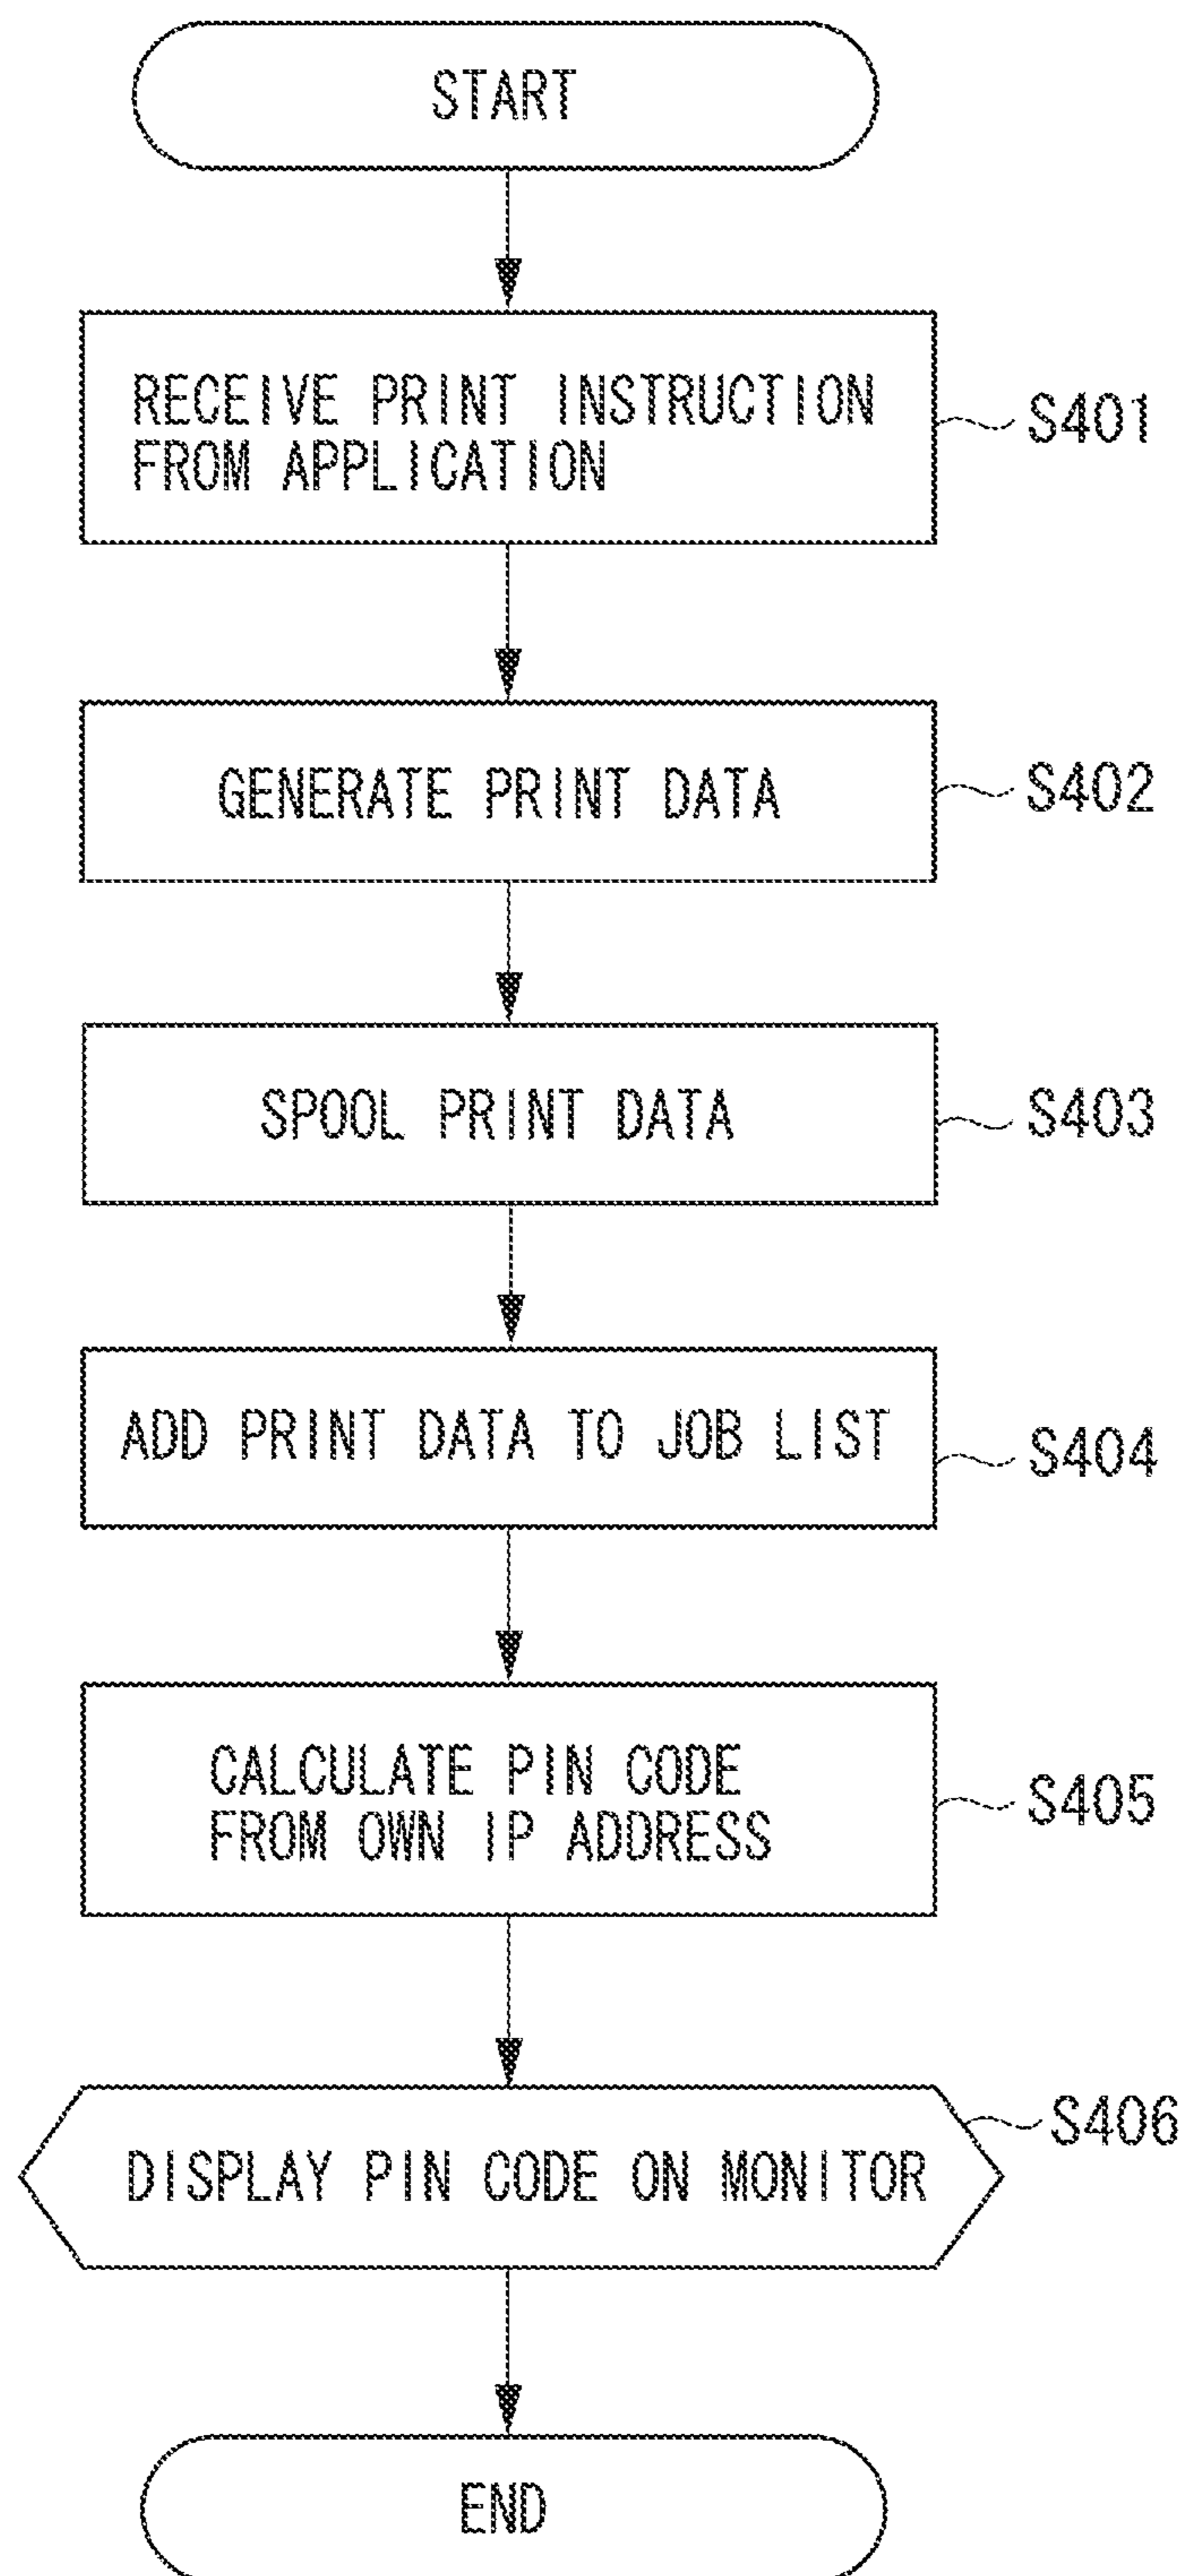 START
RECEIVE PRINT INSTRUCTION
FROM APPLICATION
S401
GENERATE PRINT DATA
S402
SPOOL PRINT DATA
S403
ADD PRINT DATA TO JOB LIST
S404
CALCULATE PIN CODE
FROM OWN IP ADDRESS
S405
DISPLAY PIN CODE ON MONITOR
S406
END